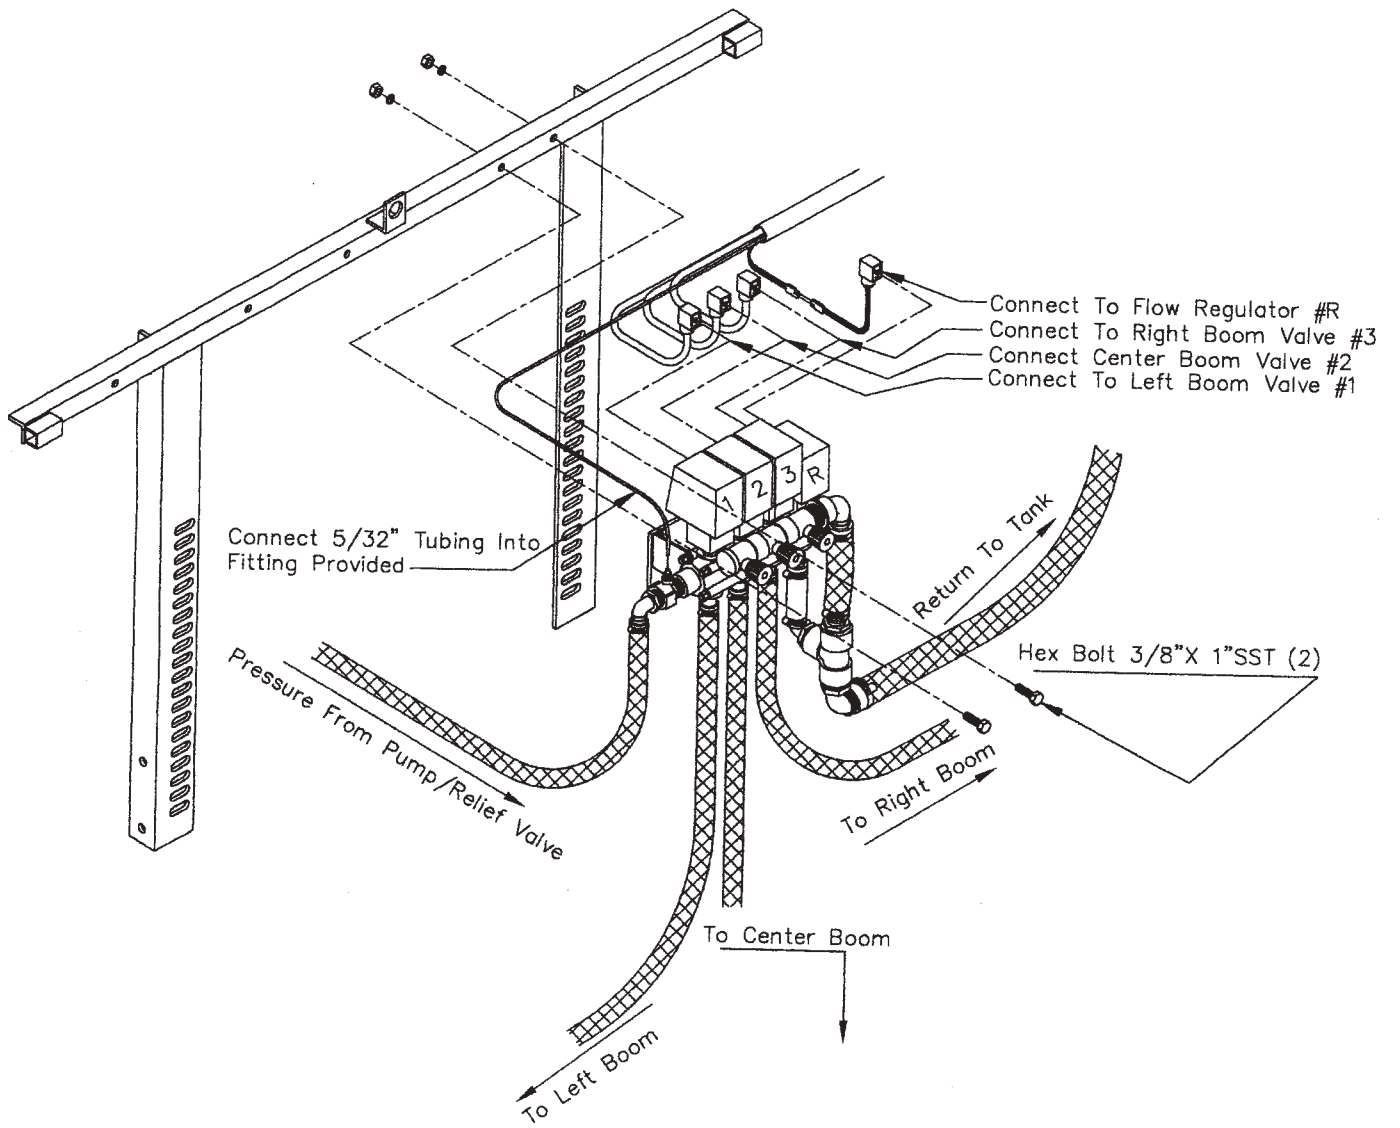 Connect To Flow Regulator #R
Connect To Right Boom Valve #3
Connect Center Boom Valve #2
Connect To Left Boom Valve #1
1
2
3
R
Connect 5/32" Tubing Into
Fitting Provided
Return To Tank
Hex Bolt 3/8"X 1"SST (2)
Pressure From Pump/Relief Valve
To Right Boom
To Center Boom
To Left Boom